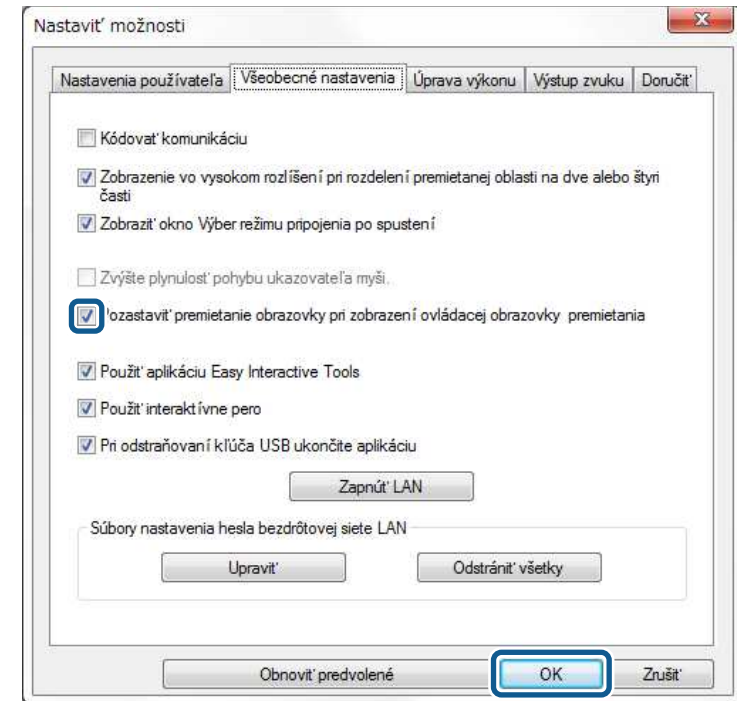 Nastaviť možnosti
Nastavenia používateľa Všeobecné nastavenia Úprava výkonu Výstup zvuku Doručiť
Kódovať komunikáciu
Zobrazenie vo vysokom rozlíšení pri rozdelení premietanej oblasti na dve alebo štyri
časti
Zobraziť okno Výber režimu pripojenia po spustení
Zvýšte plynulosť pohybu ukazovateľa myši.
Pozastaviť premietanie obrazovky pri zobrazení ovládacej obrazovky premietania
Použiť aplikáciu Easy Interactive Tools
Použiť interaktívne pero
Pri odstraňovaní kľúča USB ukončite aplikáciu
Zapnúť LAN
Súbory nastavenia hesla bezdrôtovej siete LAN
Upraviť Odstrániť všetky
Obnoviť predvolené OK Zrušiť